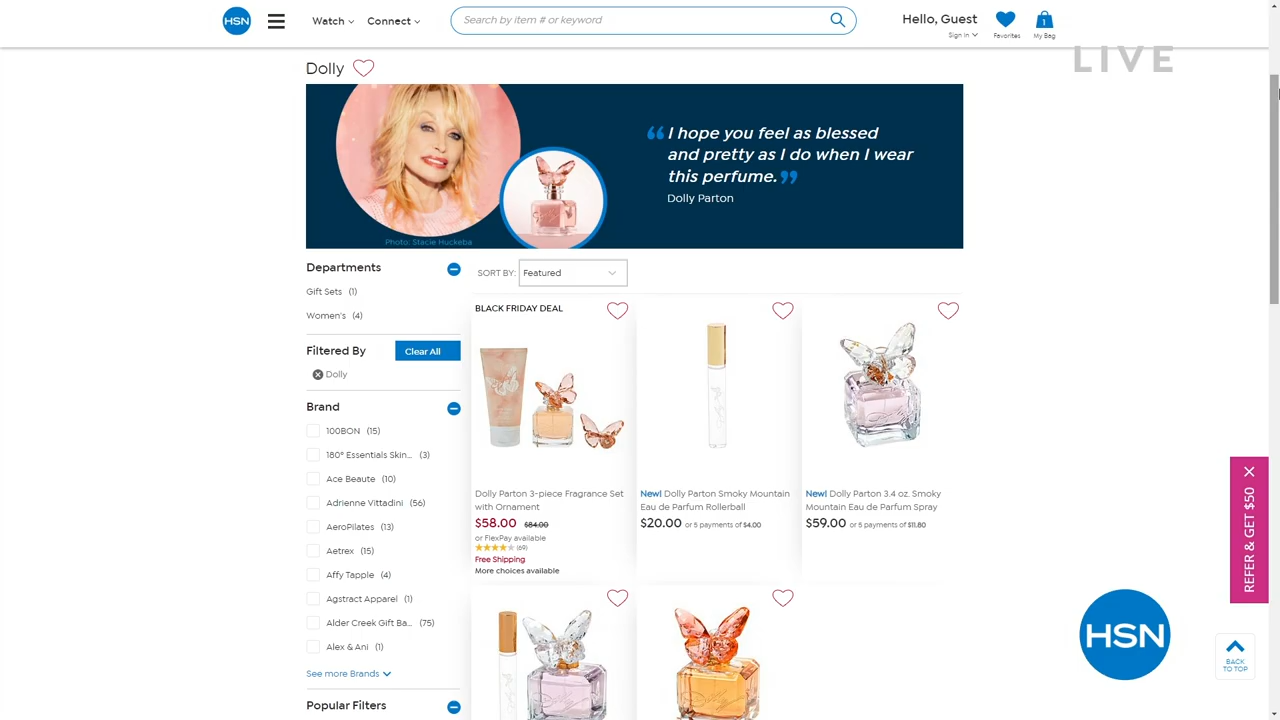 HSN
Watch
Connect
Search by item # or keyword
Hello, Guest
Sign In
Favorites
1
My Bag
LIVE
Dolly
“ I hope you feel as blessed
and pretty as I do when I wear
this perfume. ”
Dolly Parton
Photo: Stacie Huckeba
Departments
Gift Sets (1)
Women's (4)
Filtered By
Clear All
Dolly
Brand
100BON (15)
180° Essentials Skin... (3)
Ace Beaute (10)
Adrienne Vittadini (56)
AeroPilates (13)
Aetrex (15)
Affy Tapple (4)
Agstract Apparel (1)
Alder Creek Gift Ba... (75)
Alex & Ani (1)
See more Brands
Popular Filters
SORT BY: Featured
BLACK FRIDAY DEAL
Dolly Parton 3-piece Fragrance Set
with Ornament
$58.00 $84.00
or FlexPay available
(69)
Free Shipping
More choices available
New! Dolly Parton Smoky Mountain
Eau de Parfum Rollerball
$20.00 or 5 payments of $4.00
New! Dolly Parton 3.4 oz. Smoky
Mountain Eau de Parfum Spray
$59.00 or 5 payments of $11.80
REFER & GET $50
HSN
BACK
TO TOP